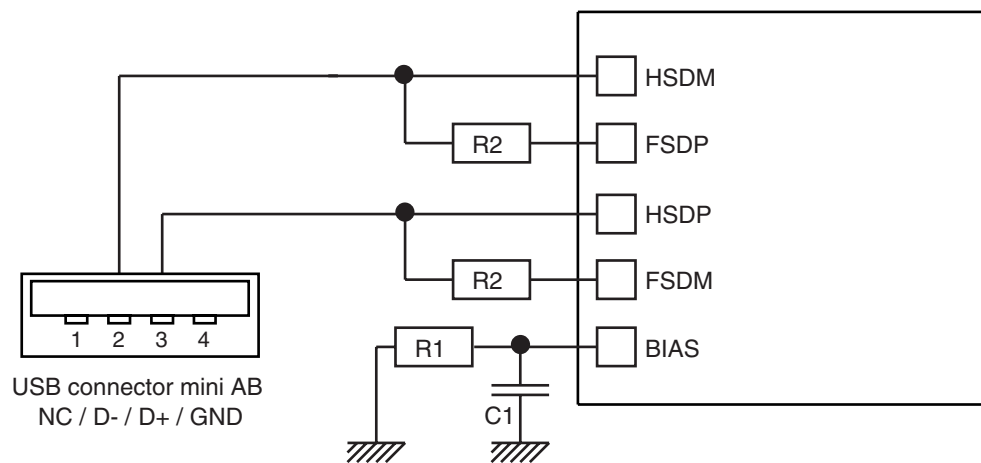 HSDM
R2
FSDP
HSDP
R2
FSDM
1 2 3 4
R1
BIAS
USB connector mini AB
NC / D- / D+ / GND
C1